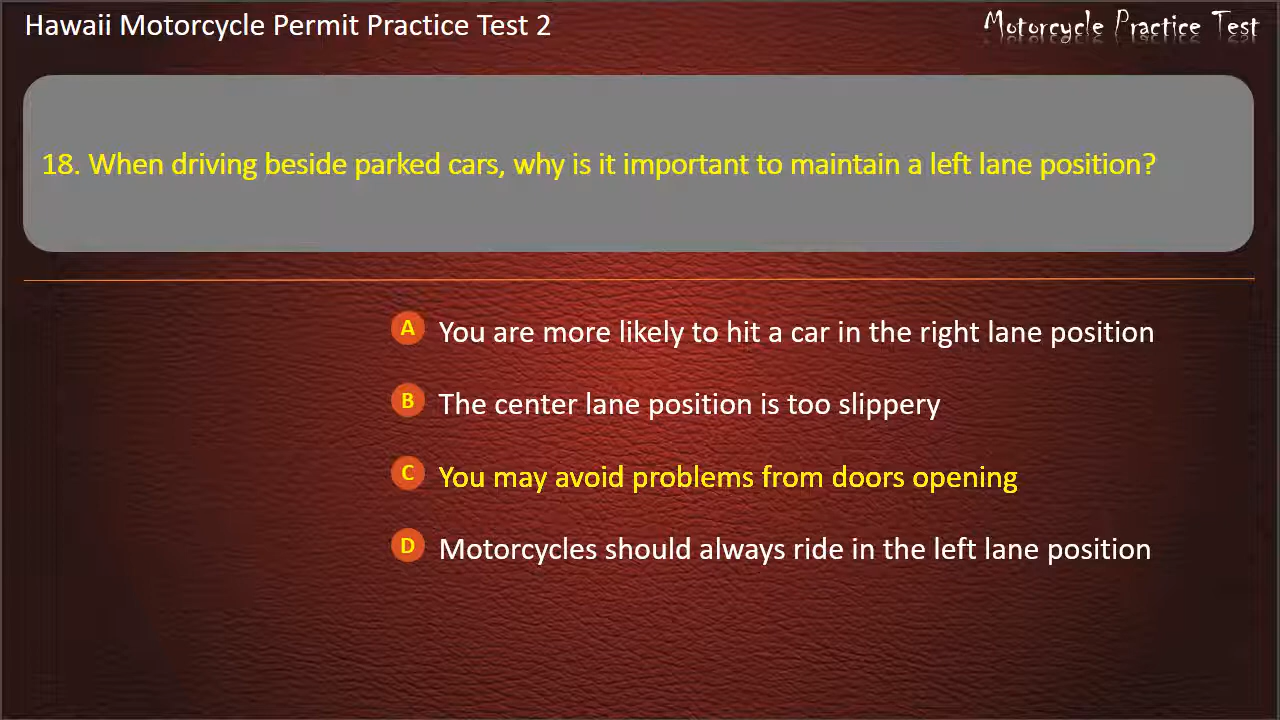 Hawaii Motorcycle Permit Practice Test 2
Motorcycle Practice Test
18. When driving beside parked cars, why is it important to maintain a left lane position?
A You are more likely to hit a car in the right lane position
B The center lane position is too slippery
C You may avoid problems from doors opening
D Motorcycles should always ride in the left lane position